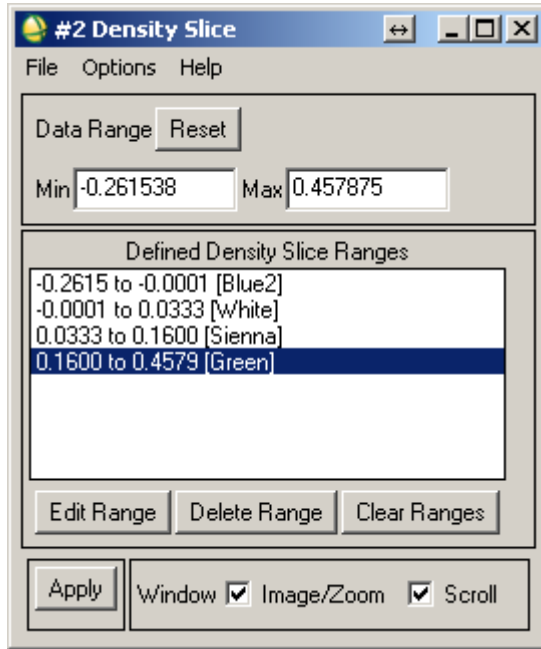 #2 Density Slice
File Options Help
Data Range Reset
Min -0.261538 Max 0.457875
Defined Density Slice Ranges
-0.2615 to -0.0001 [Blue2]
-0.0001 to 0.0333 [White]
0.0333 to 0.1600 [Sienna]
0.1600 to 0.4579 [Green]
Edit Range Delete Range Clear Ranges
Apply Window Image/Zoom Scroll